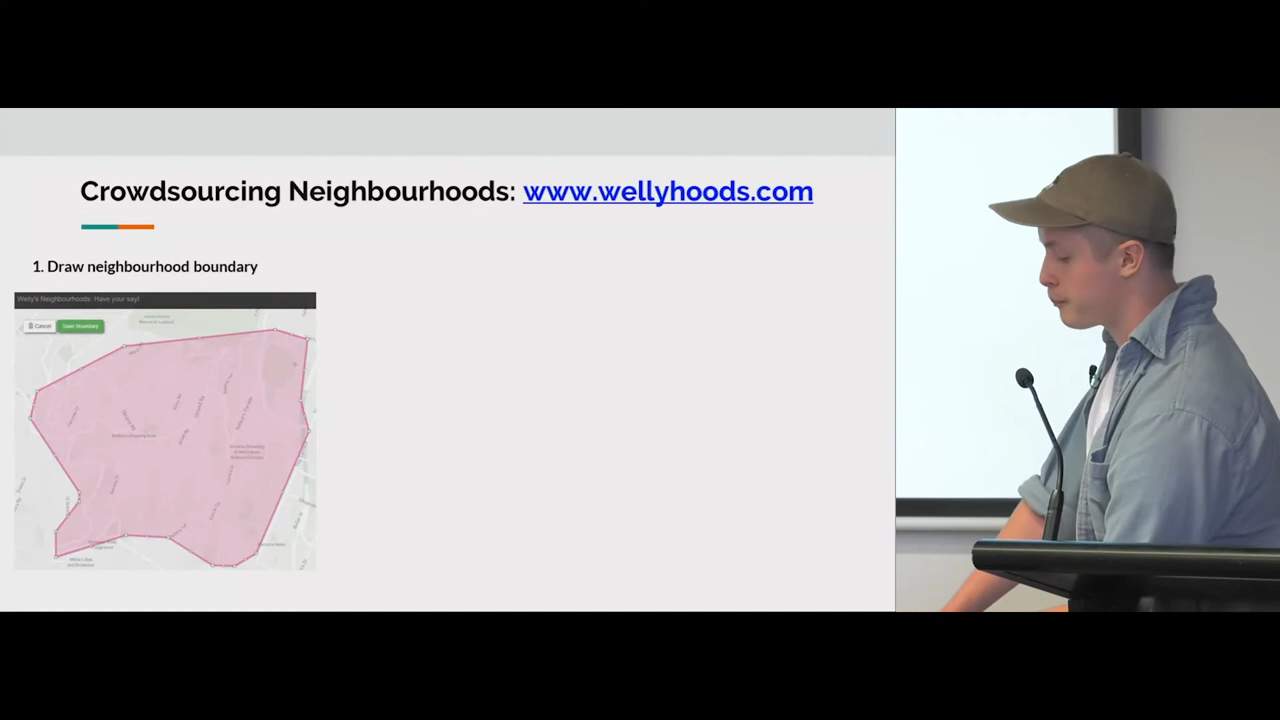 Crowdsourcing Neighbourhoods: www.wellyhoods.com
1. Draw neighbourhood boundary
Welly's Neighbourhoods: Have your say!
Cancel
Save Boundary